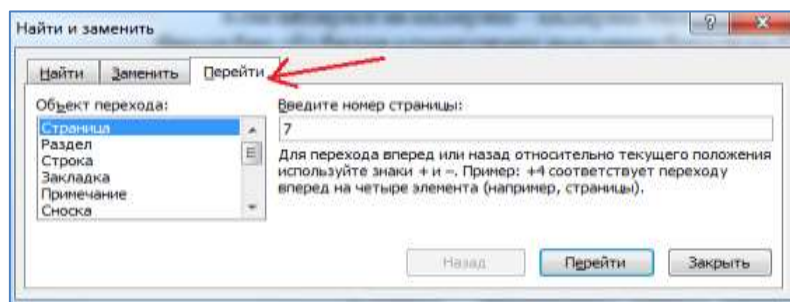 Найти и заменить
Найти Заменить Перейти
Объект перехода:
Страница
Раздел
Строка
Закладка
Примечание
Сноска
Введите номер страницы:
7
Для перехода вперед или назад относительно текущего положения
используйте знаки + и –. Пример: +4 соответствует переходу
вперед на четыре элемента (например, страницы).
Назад Перейти Закрыть